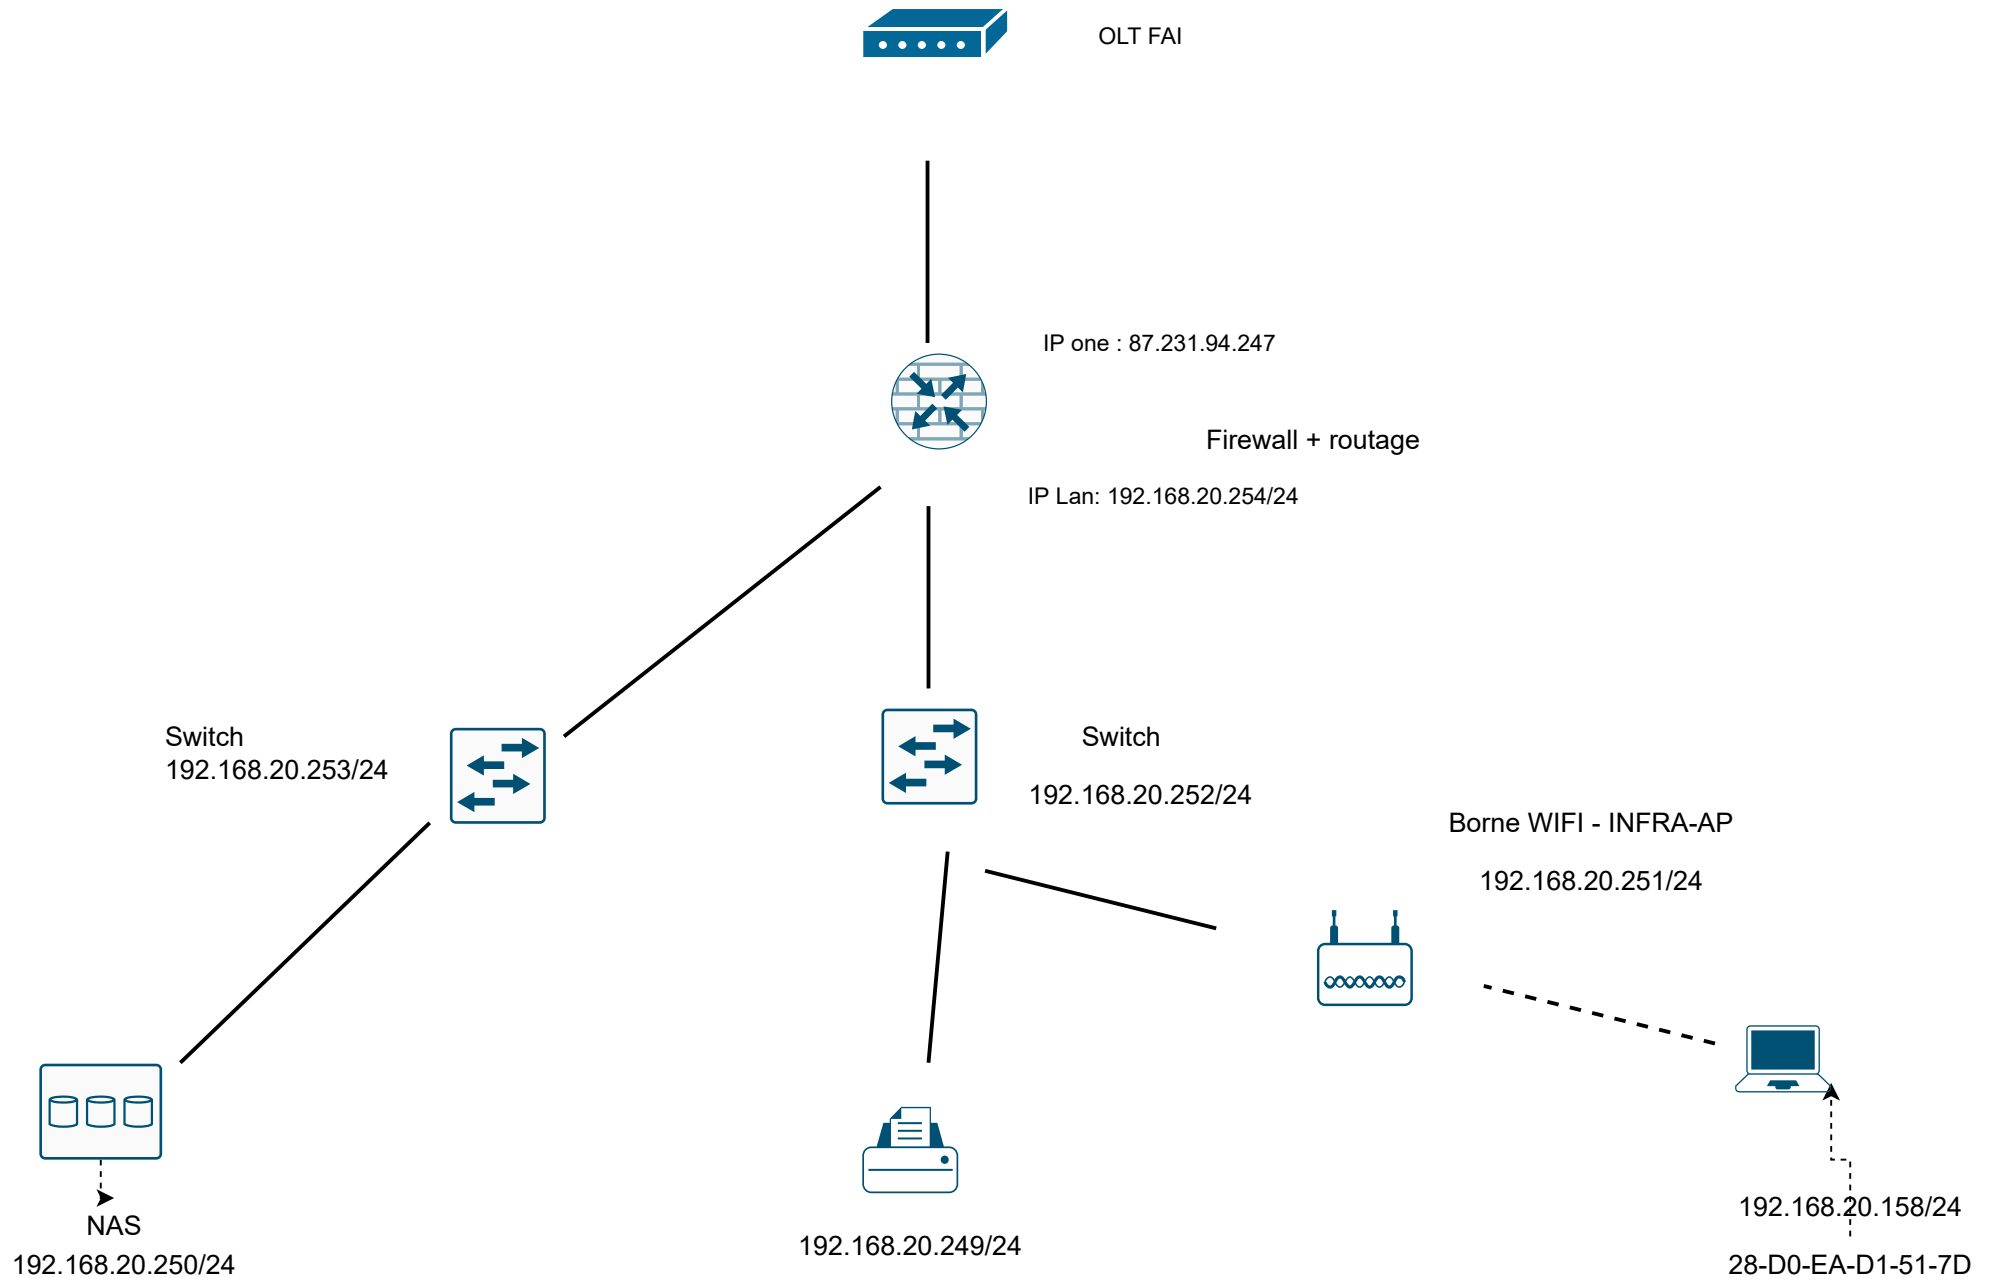 OLT FAI
IP one : 87.231.94.247
Firewall + routage
IP Lan: 192.168.20.254/24
Switch
192.168.20.253/24
Switch
192.168.20.252/24
Borne WIFI - INFRA-AP
192.168.20.251/24
NAS
192.168.20.250/24
192.168.20.249/24
192.168.20.158/24
28-D0-EA-D1-51-7D